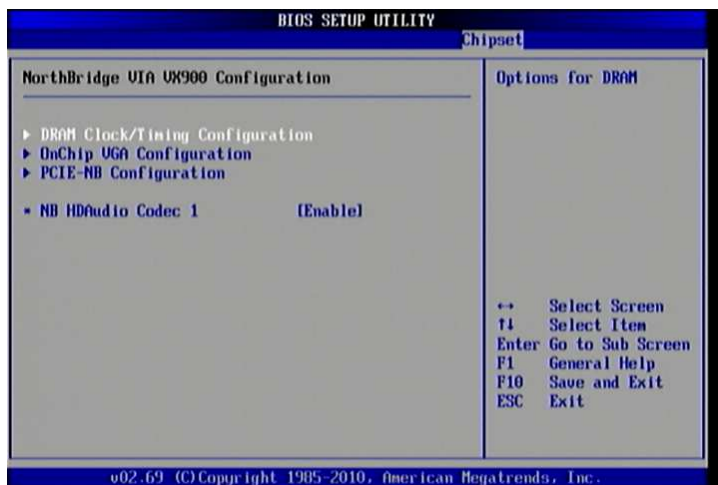 BIOS SETUP UTILITY
Chipset
NorthBridge VIA VX900 Configuration
▶ DRAM Clock/Timing Configuration
▶ OnChip VGA Configuration
▶ PCIE-NB Configuration
* NB HDAudio Codec 1 [Enable]
Options for DRAM
↔ Select Screen
↑↓ Select Item
Enter Go to Sub Screen
F1 General Help
F10 Save and Exit
ESC Exit
v02.69 (C)Copyright 1985-2010, American Megatrends, Inc.